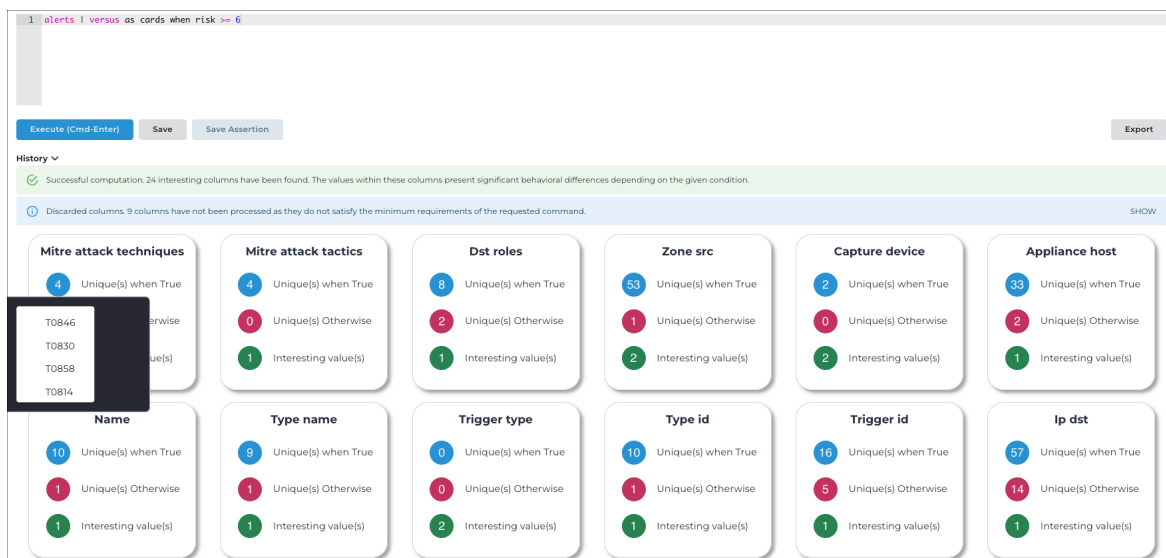 1 alerts | versus as cards when risk >= 6
Execute (Cmd-Enter) Save Save Assertion Export
History
Successful computation. 24 interesting columns have been found. The values within these columns present significant behavioral differences depending on the given condition.
Discarded columns. 9 columns have not been processed as they do not satisfy the minimum requirements of the requested command. SHOW
Mitre attack techniques Mitre attack tactics Dst roles Zone src Capture device Appliance host
4 Unique(s) when True 4 Unique(s) when True 8 Unique(s) when True 53 Unique(s) when True 2 Unique(s) when True 33 Unique(s) when True
T0846 erwise 0 Unique(s) Otherwise 2 Unique(s) Otherwise 1 Unique(s) Otherwise 0 Unique(s) Otherwise 2 Unique(s) Otherwise
T0830
ue(s) 1 Interesting value(s) 1 Interesting value(s) 2 Interesting value(s) 2 Interesting value(s) 1 Interesting value(s)
T0858
T0814
Name Type name Trigger type Type id Trigger id Ip dst
10 Unique(s) when True 9 Unique(s) when True 0 Unique(s) when True 10 Unique(s) when True 16 Unique(s) when True 57 Unique(s) when True
1 Unique(s) Otherwise 1 Unique(s) Otherwise 0 Unique(s) Otherwise 1 Unique(s) Otherwise 5 Unique(s) Otherwise 14 Unique(s) Otherwise
1 Interesting value(s) 1 Interesting value(s) 2 Interesting value(s) 1 Interesting value(s) 1 Interesting value(s) 1 Interesting value(s)